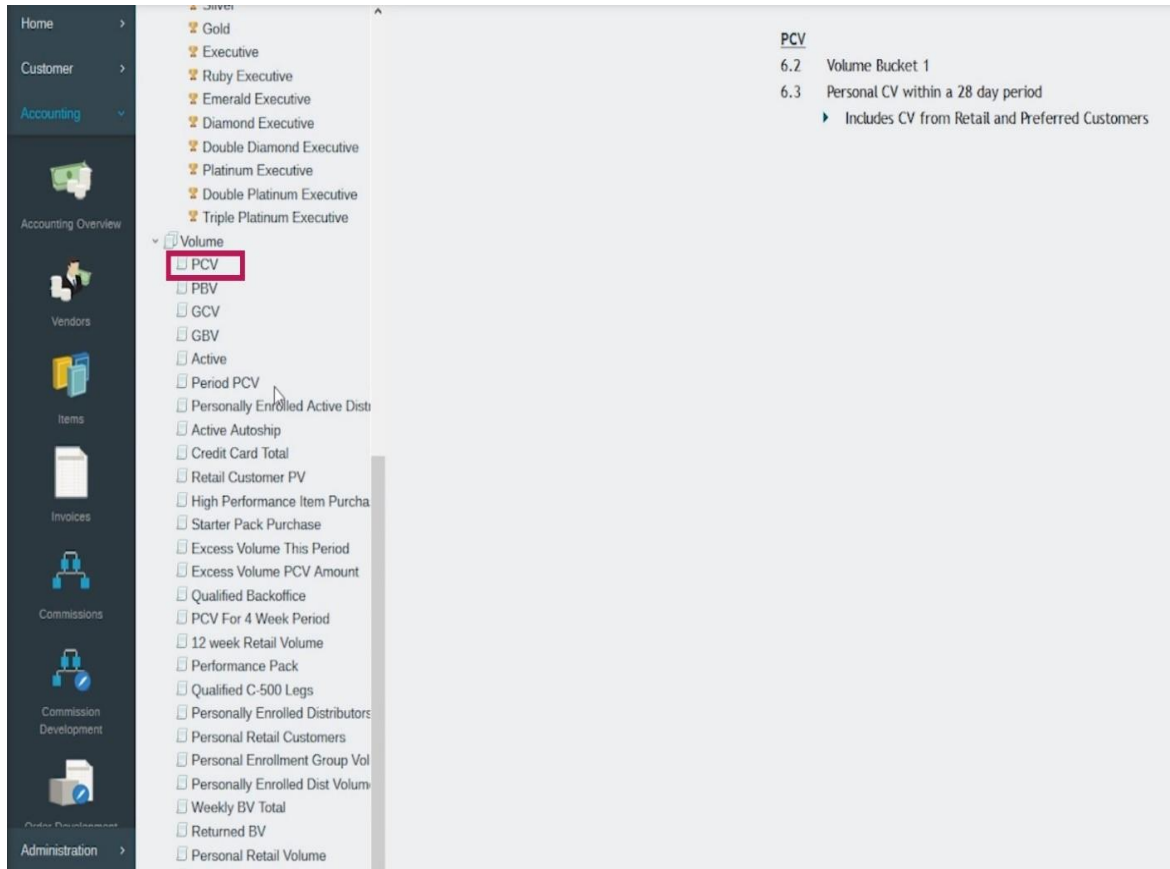 Home
Customer
Accounting
Accounting Overview
Vendors
Items
Invoices
Commissions
Commission
Development
Order Development
Administration
Silver
Gold
Executive
Ruby Executive
Emerald Executive
Diamond Executive
Double Diamond Executive
Platinum Executive
Double Platinum Executive
Triple Platinum Executive
Volume
PCV
PBV
GCV
GBV
Active
Period PCV
Personally Enrolled Active Distr
Active Autoship
Credit Card Total
Retail Customer PV
High Performance Item Purcha
Starter Pack Purchase
Excess Volume This Period
Excess Volume PCV Amount
Qualified Backoffice
PCV For 4 Week Period
12 week Retail Volume
Performance Pack
Qualified C-500 Legs
Personally Enrolled Distributors
Personal Retail Customers
Personal Enrollment Group Vol
Personally Enrolled Dist Volum
Weekly BV Total
Returned BV
Personal Retail Volume
PCV
6.2 Volume Bucket 1
6.3 Personal CV within a 28 day period
Includes CV from Retail and Preferred Customers